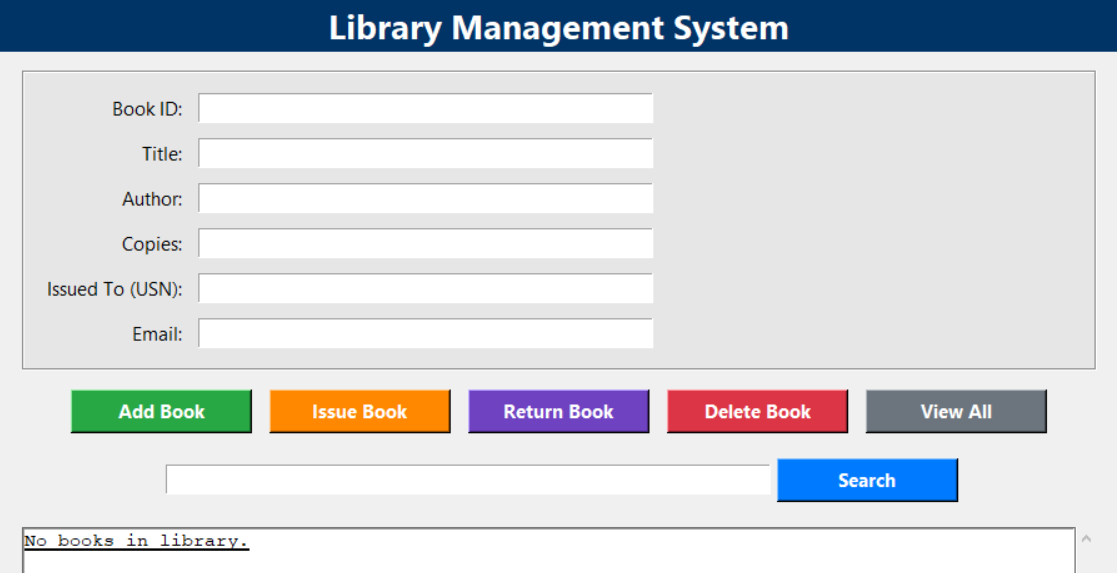 Library Management System
Book ID:
Title:
Author:
Copies:
Issued To (USN):
Email:
Add Book Issue Book Return Book Delete Book View All
Search
No books in library.